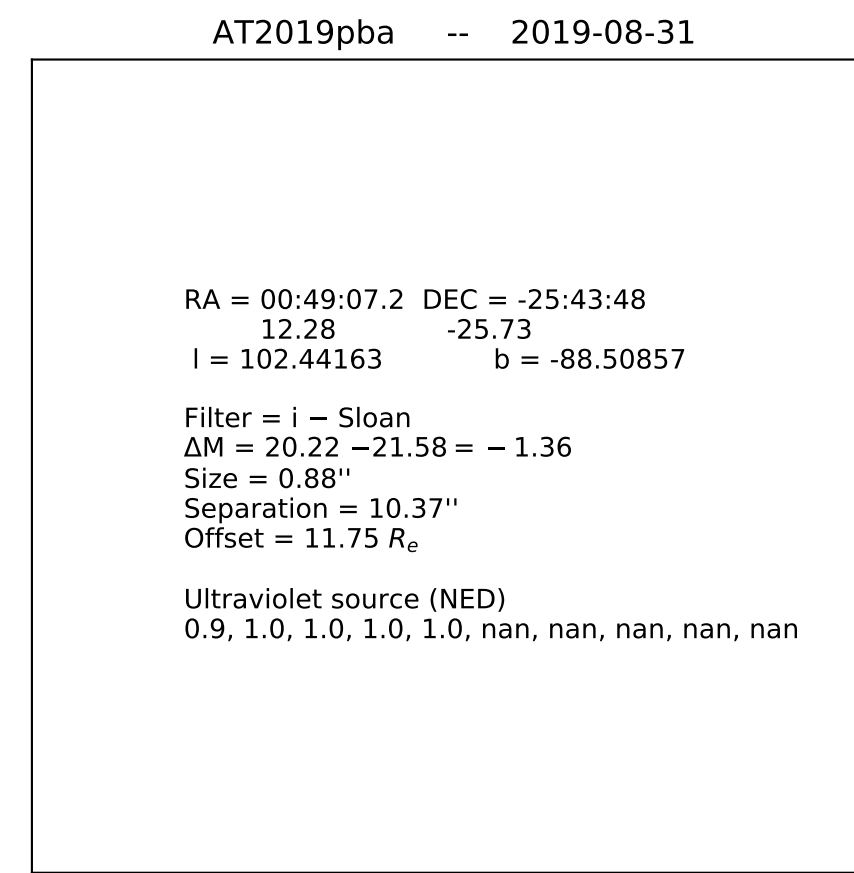 AT2019pba -- 2019-08-31
RA = 00:49:07.2 DEC = -25:43:48
12.28 -25.73
l = 102.44163 b = -88.50857
Filter = i − Sloan
ΔM = 20.22 −21.58 = − 1.36
Size = 0.88''
Separation = 10.37''
Offset = 11.75 Rₑ
Ultraviolet source (NED)
0.9, 1.0, 1.0, 1.0, 1.0, nan, nan, nan, nan, nan